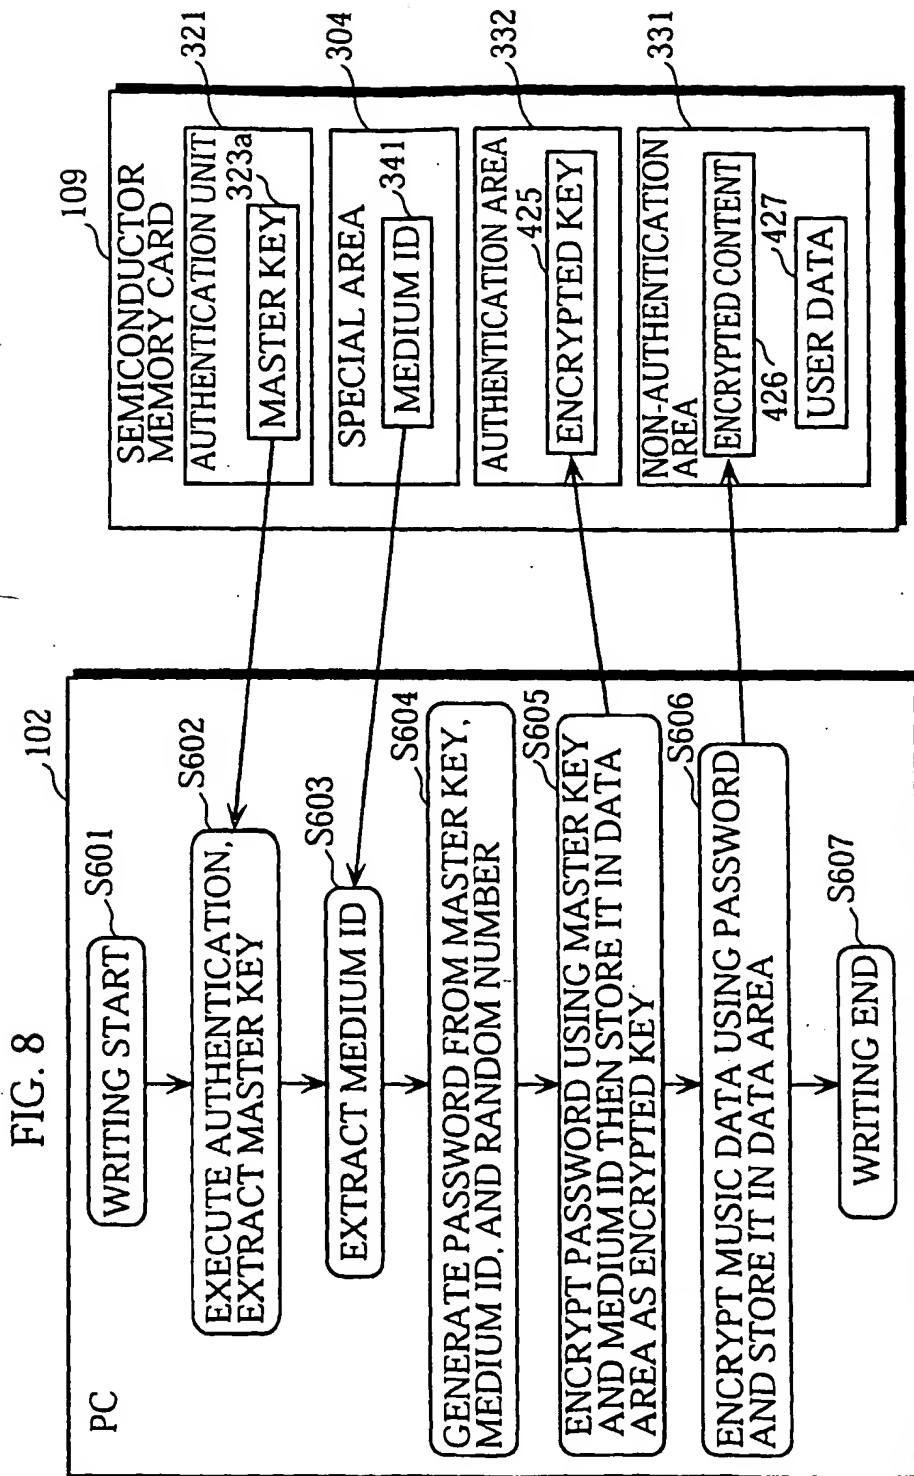 FIG. 8
102
PC
S601
WRITING START
S602
EXECUTE AUTHENTICATION,
EXTRACT MASTER KEY
S603
EXTRACT MEDIUM ID
S604
GENERATE PASSWORD FROM MASTER KEY,
MEDIUM ID, AND RANDOM NUMBER
S605
ENCRYPT PASSWORD USING MASTER KEY
AND MEDIUM ID THEN STORE IT IN DATA
AREA AS ENCRYPTED KEY
S606
ENCRYPT MUSIC DATA USING PASSWORD
AND STORE IT IN DATA AREA
S607
WRITING END
109
SEMICONDUCTOR
MEMORY CARD
321
AUTHENTICATION UNIT
323a
MASTER KEY
304
SPECIAL AREA
341
MEDIUM ID
332
AUTHENTICATION AREA
425
ENCRYPTED KEY
331
NON-AUTHENTICATION
AREA
ENCRYPTED CONTENT
426
427
USER DATA